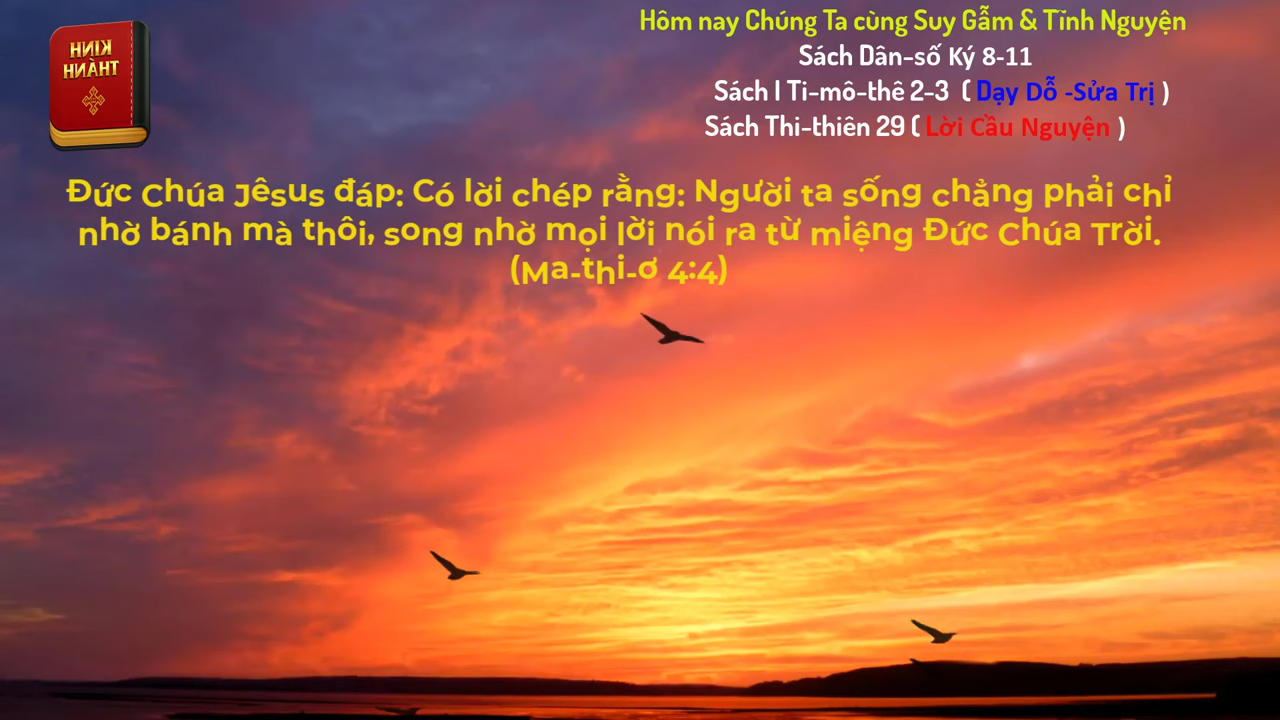 KINH
THÀNH
Hôm nay Chúng Ta cùng Suy Gẫm & Tĩnh Nguyện
Sách Dân-số Ký 8-11
Sách I Ti-mô-thê 2-3 ( Dạy Dỗ -Sửa Trị )
Sách Thi-thiên 29 ( Lời Cầu Nguyện )
Đức Chúa Jêsus đáp: Có lời chép rằng: Người ta sống chẳng phải chỉ
nhờ bánh mà thôi, song nhờ mọi lời nói ra từ miệng Đức Chúa Trời.
(Ma-thi-ơ 4:4)